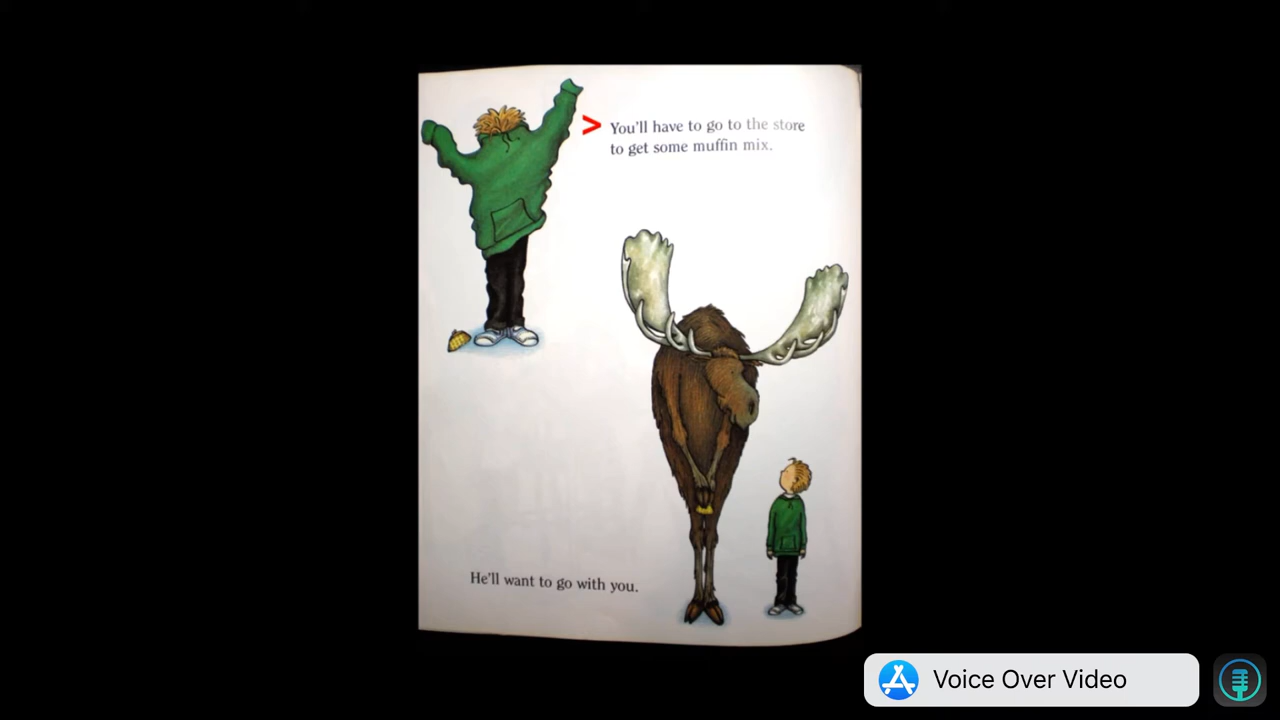 > You'll have to go to the store
to get some muffin mix.
He'll want to go with you.
Voice Over Video